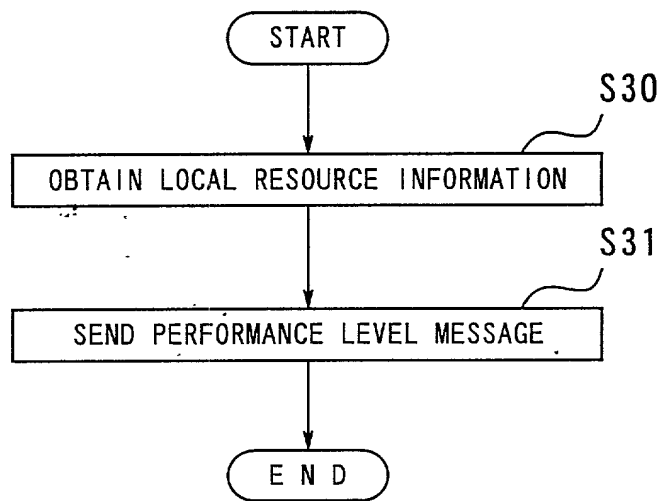 START
S30
OBTAIN LOCAL RESOURCE INFORMATION
S31
SEND PERFORMANCE LEVEL MESSAGE
E N D